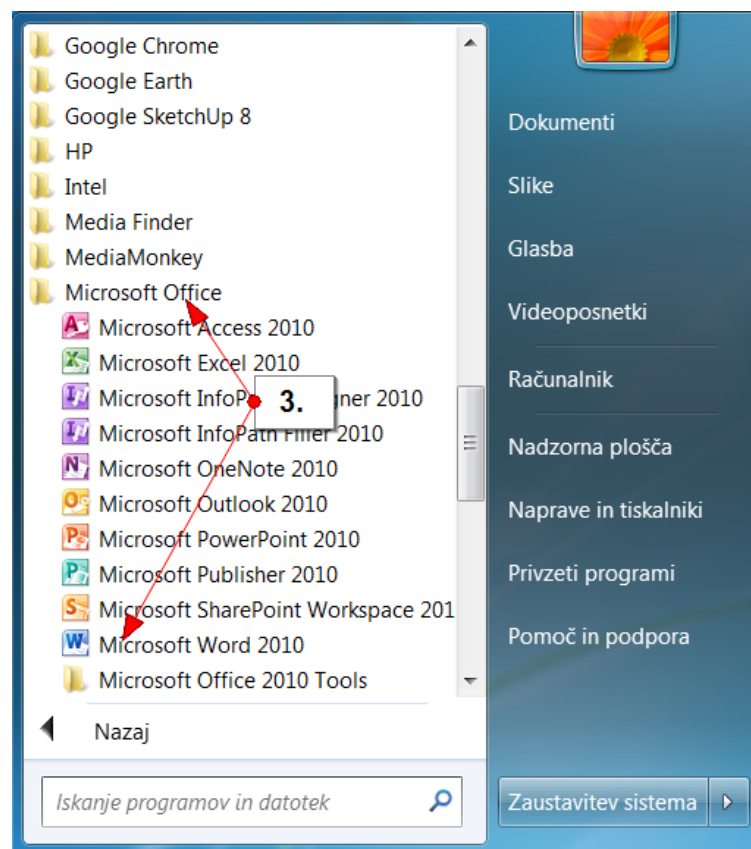 Google Chrome
Google Earth
Google SketchUp 8
HP
Intel
Media Finder
MediaMonkey
Microsoft Office
Microsoft Access 2010
Microsoft Excel 2010
Microsoft InfoP gner 2010
3.
Microsoft InfoPath Filler 2010
Microsoft OneNote 2010
Microsoft Outlook 2010
Microsoft PowerPoint 2010
Microsoft Publisher 2010
Microsoft SharePoint Workspace 201
Microsoft Word 2010
Microsoft Office 2010 Tools
Nazaj
Iskanje programov in datotek
Dokumenti
Slike
Glasba
Videoposnetki
Računalnik
Nadzorna plošča
Naprave in tiskalniki
Privzeti programi
Pomoč in podpora
Zaustavitev sistema